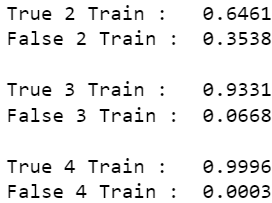 True 2 Train :   0.6461
False 2 Train :  0.3538

True 3 Train :   0.9331
False 3 Train :  0.0668

True 4 Train :   0.9996
False 4 Train :  0.0003